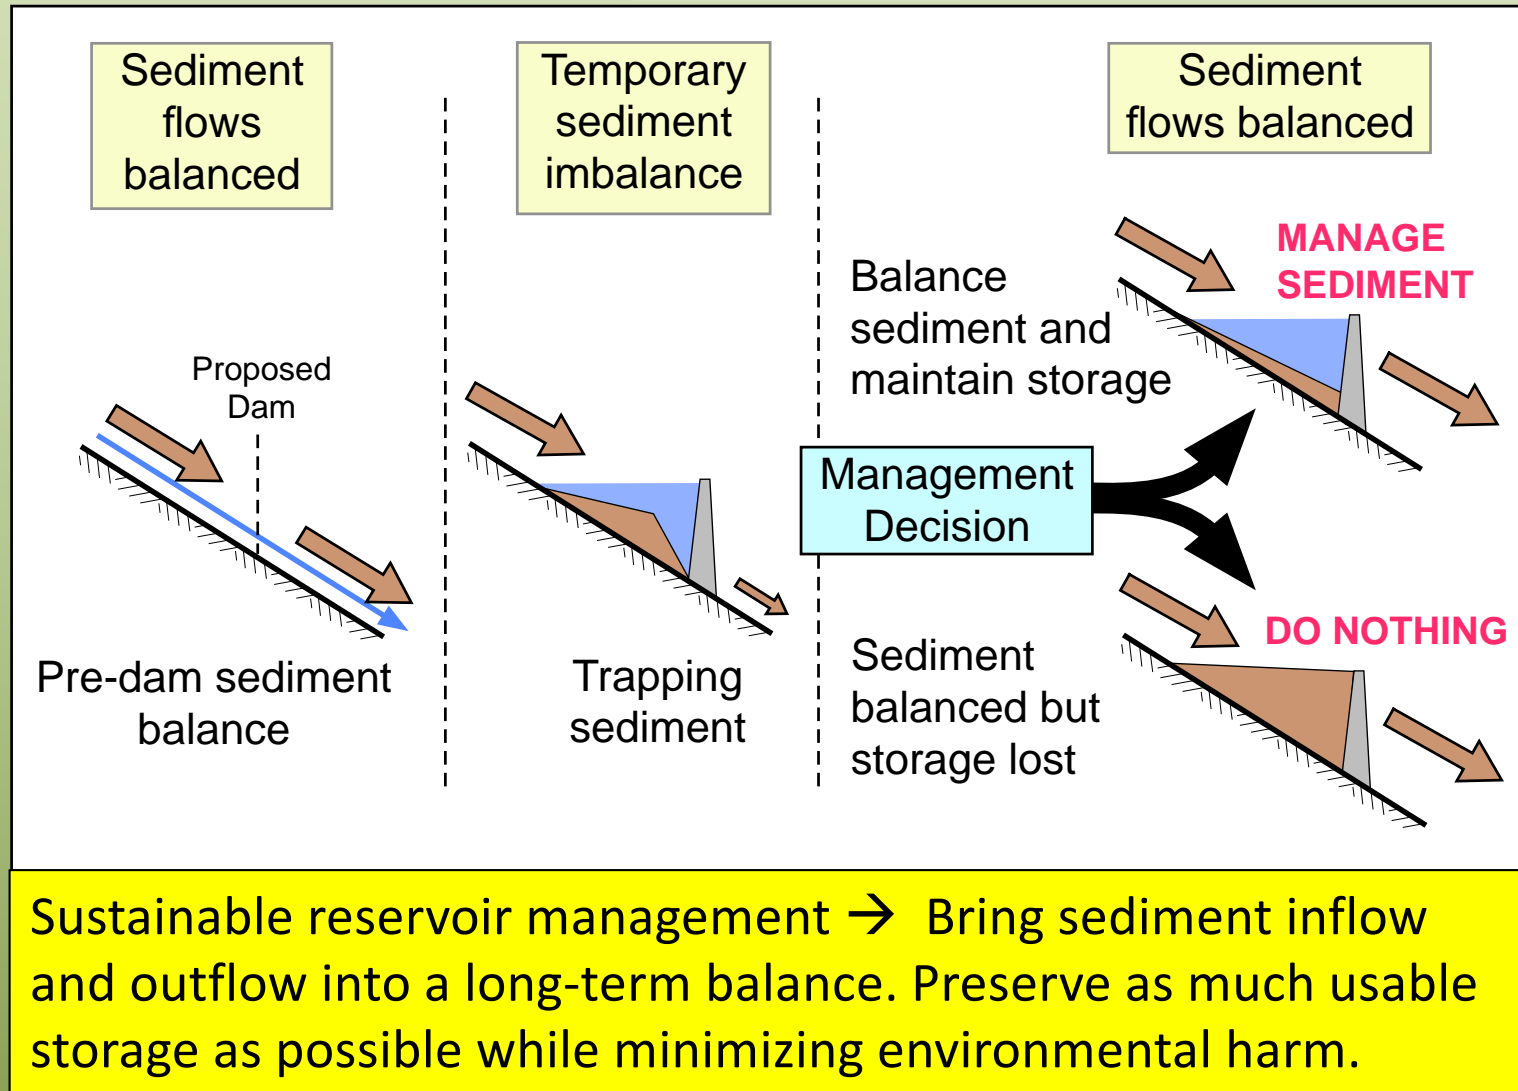 Sediment
flows
balanced
Temporary
sediment
imbalance
Sediment
flows balanced
Proposed
Dam
Pre-dam sediment
balance
Trapping
sediment
Balance
sediment and
maintain storage
MANAGE
SEDIMENT
Management
Decision
Sediment
balanced but
storage lost
DO NOTHING
Sustainable reservoir management → Bring sediment inflow
and outflow into a long-term balance. Preserve as much usable
storage as possible while minimizing environmental harm.